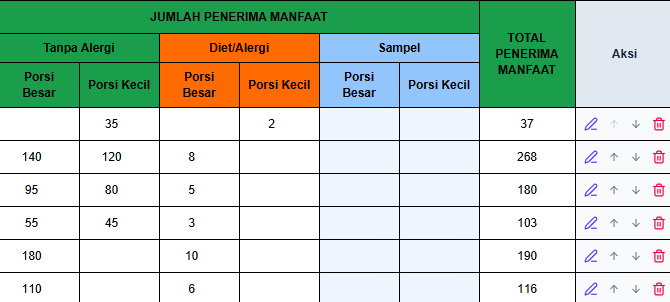 JUMLAH PENERIMA MANFAAT
TOTAL PENERIMA MANFAAT
Aksi
Tanpa Alergi Diet/Alergi Sampel
Porsi Besar Porsi Kecil Porsi Besar Porsi Kecil Porsi Besar Porsi Kecil
35 2 37
140 120 8 268
95 80 5 180
55 45 3 103
180 10 190
110 6 116